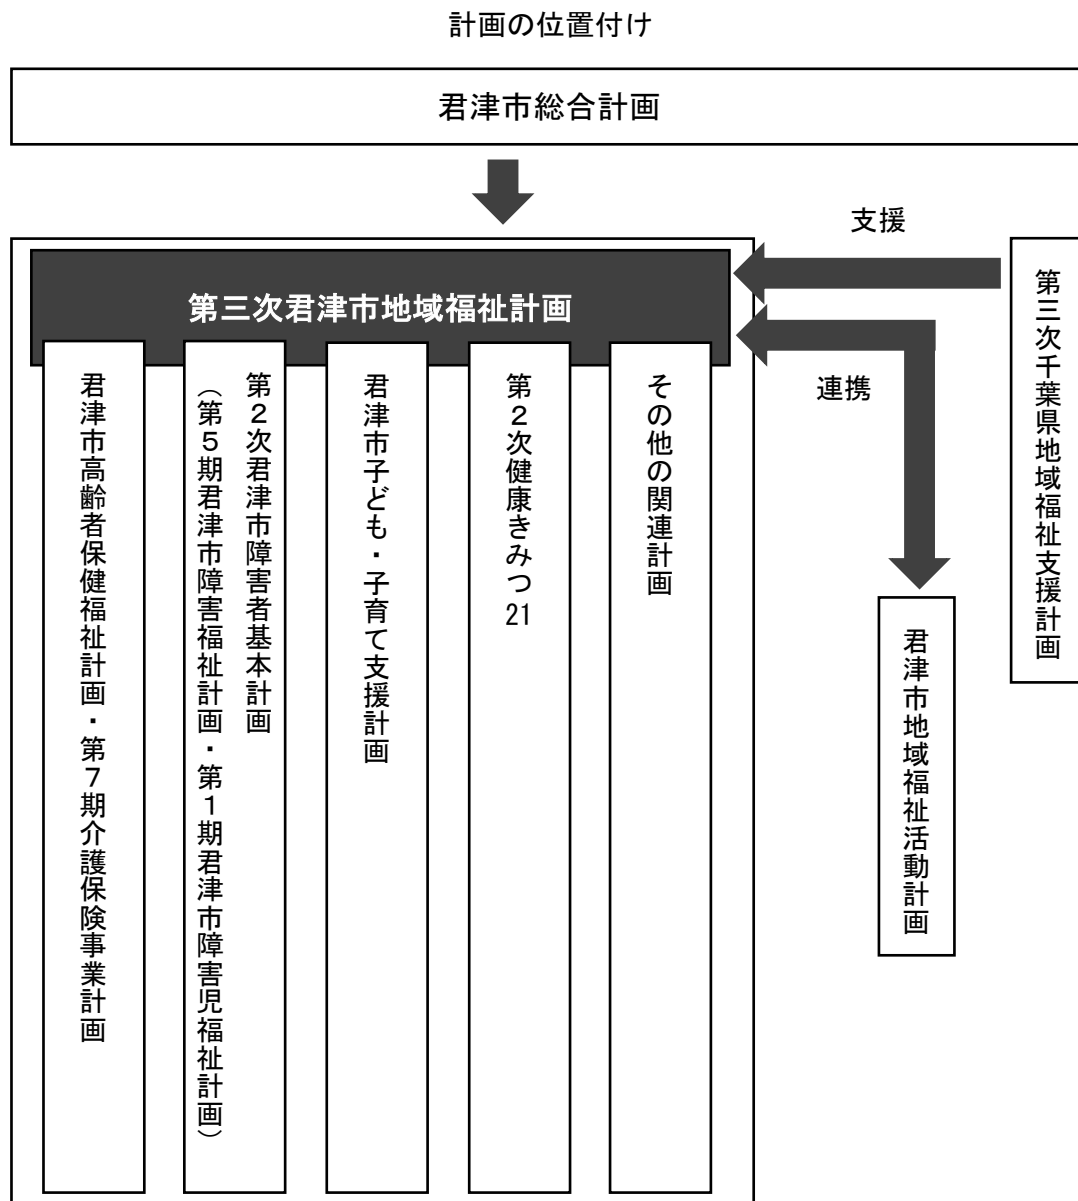 計画の位置付け
君津市総合計画
支援
第三次君津市地域福祉計画
連携
君津市高齢者保健福祉計画・第７期介護保険事業計画
第２次君津市障害者基本計画
（第５期君津市障害福祉計画・第１期君津市障害児福祉計画）
君津市子ども・子育て支援計画
第２次健康きみつ21
その他の関連計画
君津市地域福祉活動計画
第三次千葉県地域福祉支援計画